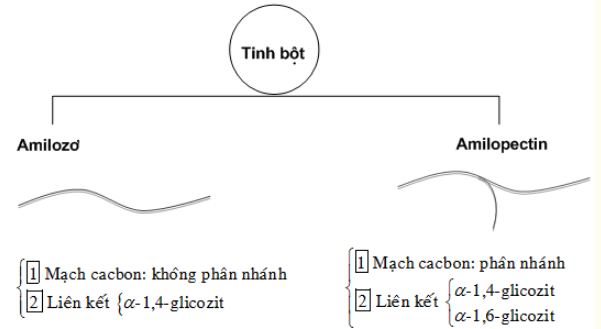 Tinh bột
Amilozơ
Amilopectin
1 Mạch cacbon: không phân nhánh
2 Liên kết {α-1,4-glicozit
1 Mạch cacbon: phân nhánh
2 Liên kết {α-1,4-glicozit
α-1,6-glicozit